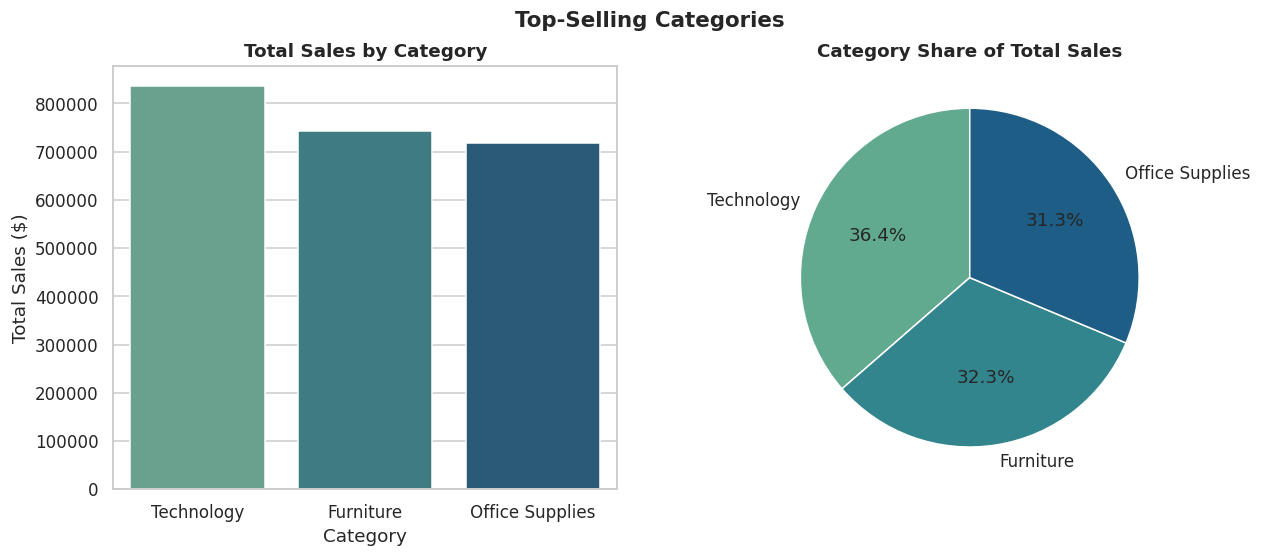 Top-Selling Categories
Total Sales by Category
Total Sales ($)
800000
700000
600000
500000
400000
300000
200000
100000
0
Technology
Furniture
Office Supplies
Category
Category Share of Total Sales
Technology
36.4%
Office Supplies
31.3%
32.3%
Furniture